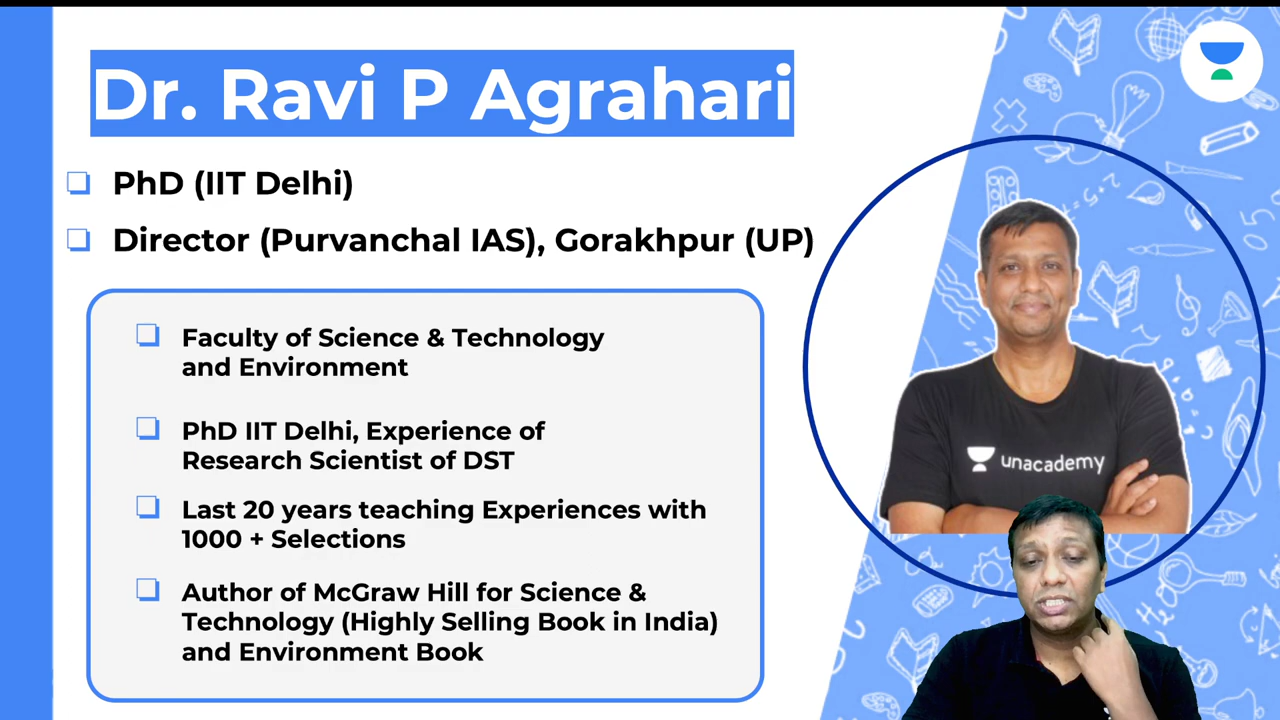 Dr. Ravi P Agrahari
PhD (IIT Delhi)
Director (Purvanchal IAS), Gorakhpur (UP)
Faculty of Science & Technology
and Environment
PhD IIT Delhi, Experience of
Research Scientist of DST
Last 20 years teaching Experiences with
1000 + Selections
Author of McGraw Hill for Science &
Technology (Highly Selling Book in India)
and Environment Book
unacademy